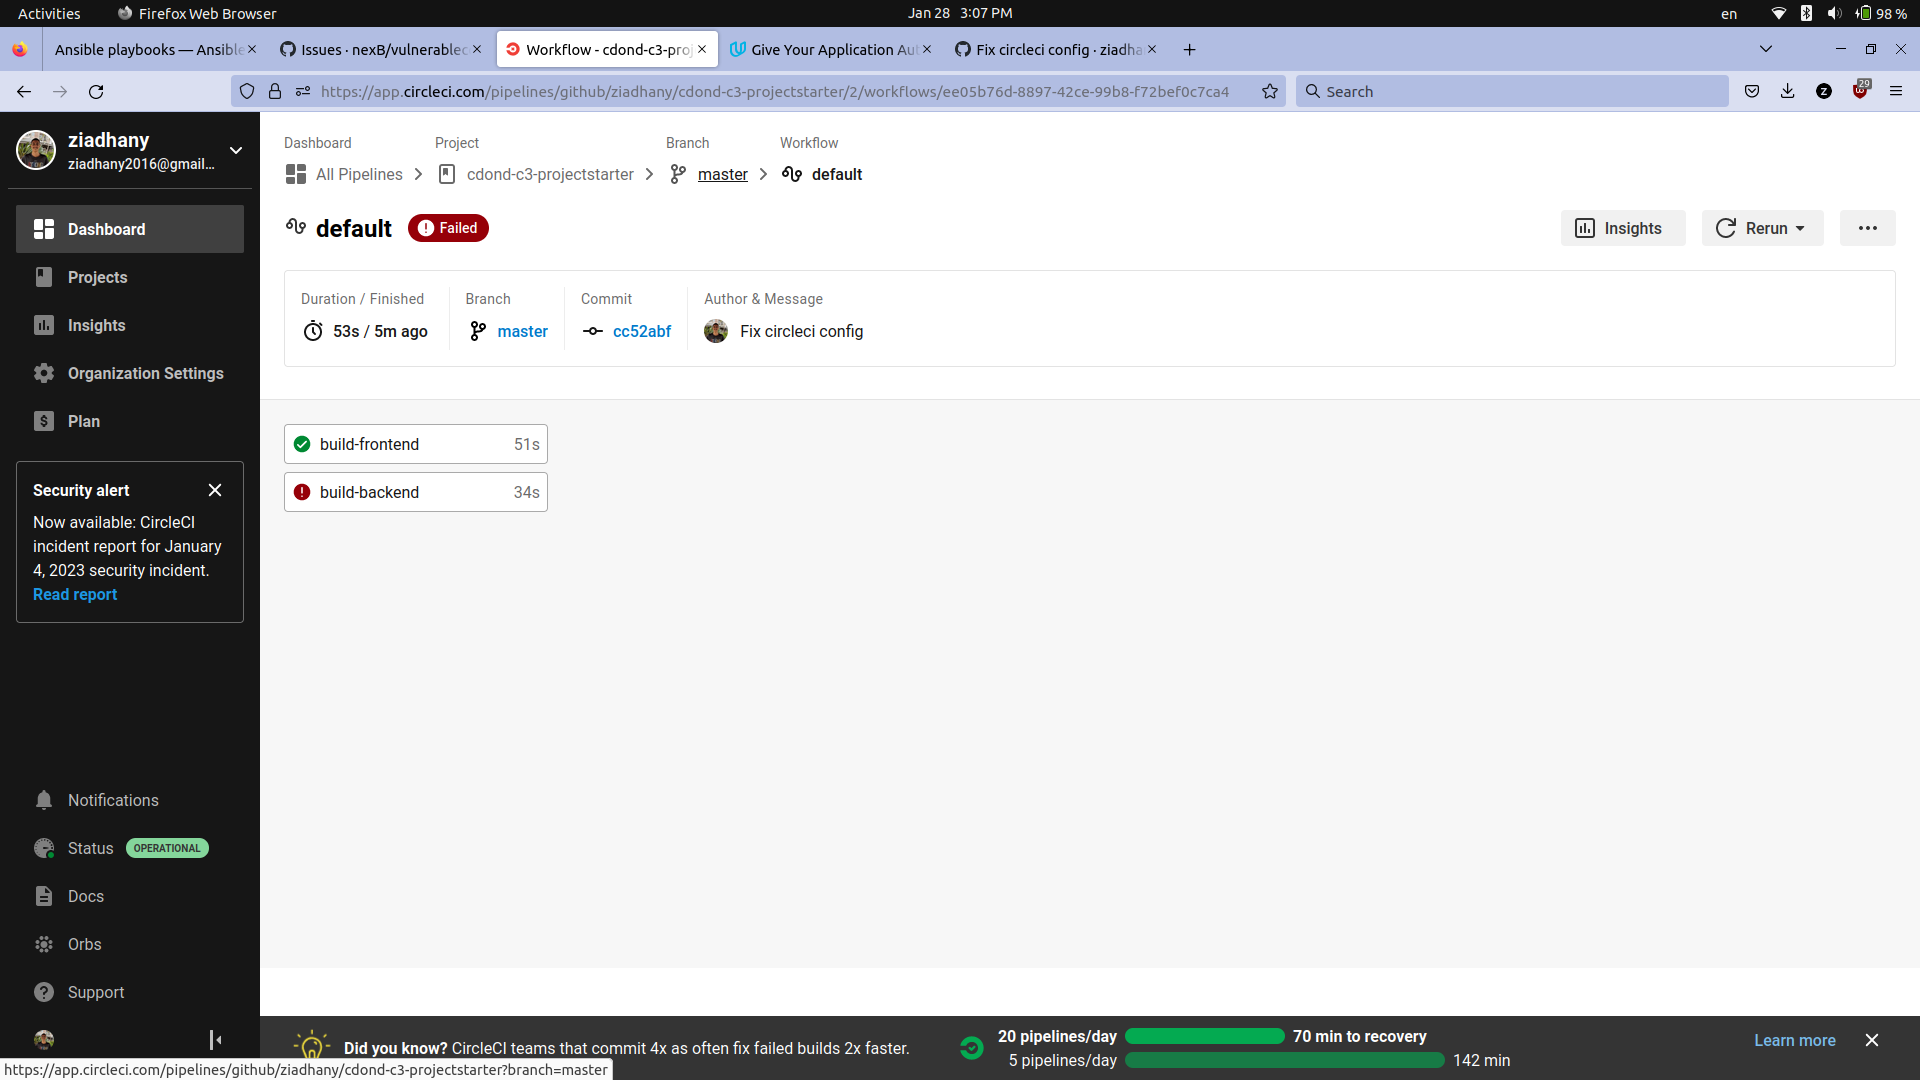 Activities
Firefox Web Browser
Jan 28 3:07 PM
en
98 %
Ansible playbooks — Ansible
Issues · nexB/vulnerablec
Workflow - cdond-c3-proj
Give Your Application Aut
Fix circleci config · ziadha
https://app.circleci.com/pipelines/github/ziadhany/cdond-c3-projectstarter/2/workflows/ee05b76d-8897-42ce-99b8-f72bef0c7ca4
Search
29
ziadhany
ziadhany2016@gmail...
Dashboard
Projects
Insights
Organization Settings
Plan
Security alert
Now available: CircleCI
incident report for January
4, 2023 security incident.
Read report
Notifications
Status OPERATIONAL
Docs
Orbs
Support
Dashboard Project Branch Workflow
All Pipelines cdond-c3-projectstarter master default
default Failed
Insights
Rerun
Duration / Finished Branch Commit Author & Message
53s / 5m ago master cc52abf Fix circleci config
build-frontend 51s
build-backend 34s
Did you know? CircleCI teams that commit 4x as often fix failed builds 2x faster.
20 pipelines/day 70 min to recovery
5 pipelines/day 142 min
Learn more
https://app.circleci.com/pipelines/github/ziadhany/cdond-c3-projectstarter?branch=master